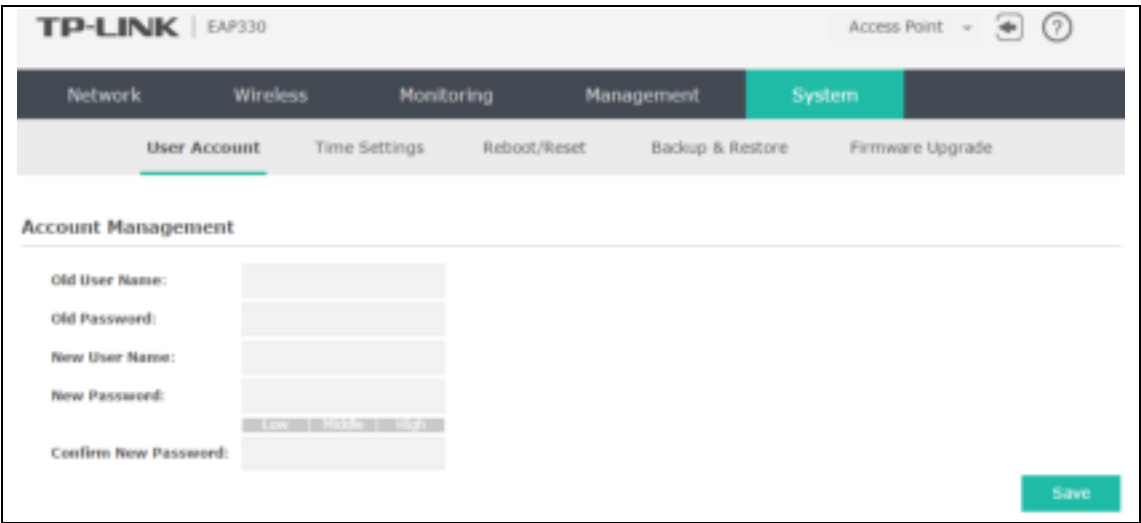 TP-LINK | EAP330 Access Point ?
Network Wireless Monitoring Management System
User Account Time Settings Reboot/Reset Backup & Restore Firmware Upgrade
Account Management
Old User Name:
Old Password:
New User Name:
New Password:
Low Middle High
Confirm New Password:
Save